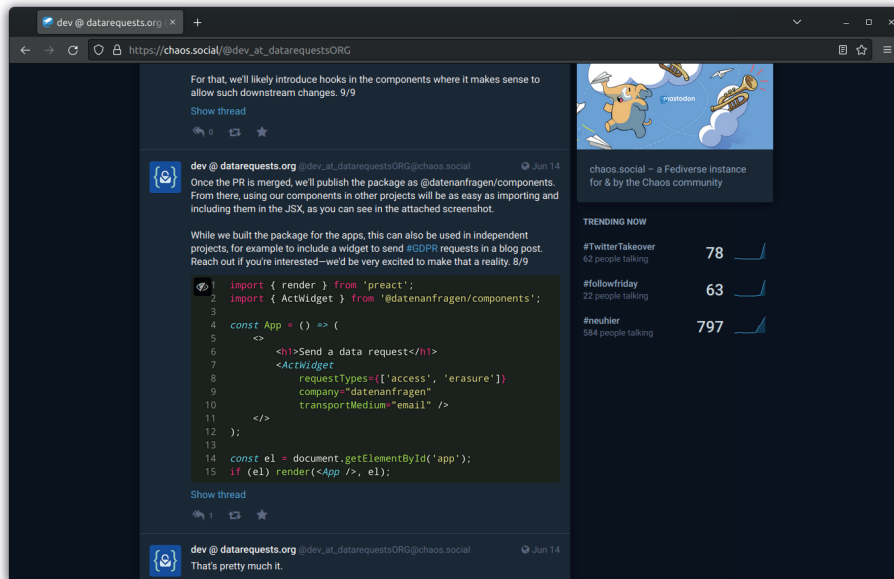 dev @ datarequests.org (
https://chaos.social/@dev_at_datarequestsORG
For that, we'll likely introduce hooks in the components where it makes sense to
allow such downstream changes. 9/9
Show thread
0
dev @ datarequests.org @dev_at_datarequestsORG@chaos.social Jun 14
Once the PR is merged, we'll publish the package as @datenanfragen/components.
From there, using our components in other projects will be as easy as importing and
including them in the JSX, as you can see in the attached screenshot.
While we built the package for the apps, this can also be used in independent
projects, for example to include a widget to send #GDPR requests in a blog post.
Reach out if you're interested—we'd be very excited to make that a reality. 8/9
1 import { render } from 'preact';
2 import { ActWidget } from '@datenanfragen/components';
3
4 const App = () => (
5 <>
6 <h1>Send a data request</h1>
7 <ActWidget
8 requestTypes={['access', 'erasure']}
9 company="datenanfragen"
10 transportMedium="email" />
11 </>
12 );
13
14 const el = document.getElementById('app');
15 if (el) render(<App />, el);
Show thread
1
dev @ datarequests.org @dev_at_datarequestsORG@chaos.social Jun 14
That's pretty much it.
mastodon
chaos.social – a Fediverse instance
for & by the Chaos community
TRENDING NOW
#TwitterTakeover
62 people talking
78
#followfriday
22 people talking
63
#neuhier
584 people talking
797